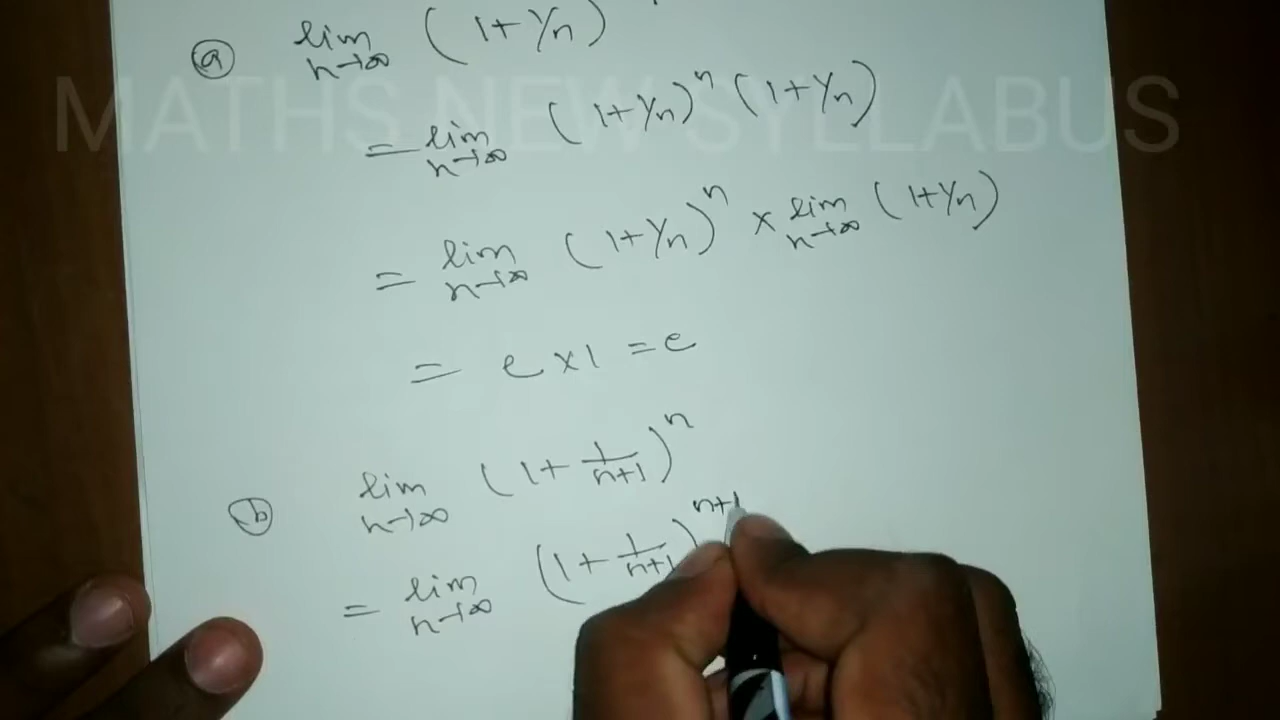 ⓐ lim n→∞ (1+1/n)
MATHS NEW SYLLABUS
= lim n→∞ (1+1/n)^n (1+1/n)
= lim n→∞ (1+1/n)^n × lim n→∞ (1+1/n)
= e×1 = e
ⓑ lim n→∞ (1+1/(n+1))^n
= lim n→∞ (1+1/(n+1))^(n+1)